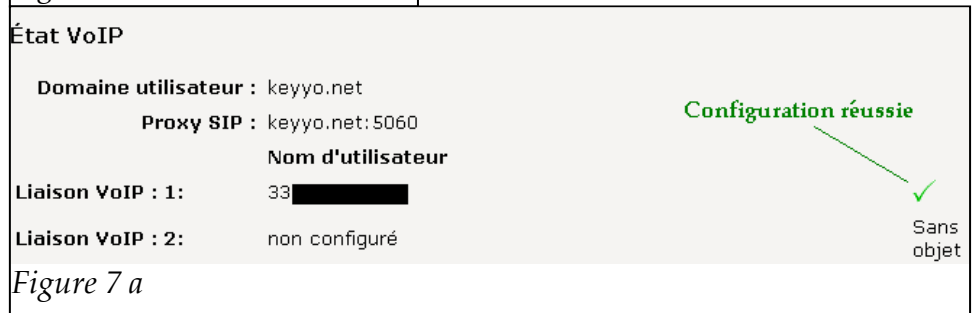 État VoIP
Domaine utilisateur : keyyo.net
Proxy SIP : keyyo.net:5060
Configuration réussie
Nom d'utilisateur
Liaison VoIP : 1: 33
Liaison VoIP : 2: non configuré
Sans
objet
Figure 7 a